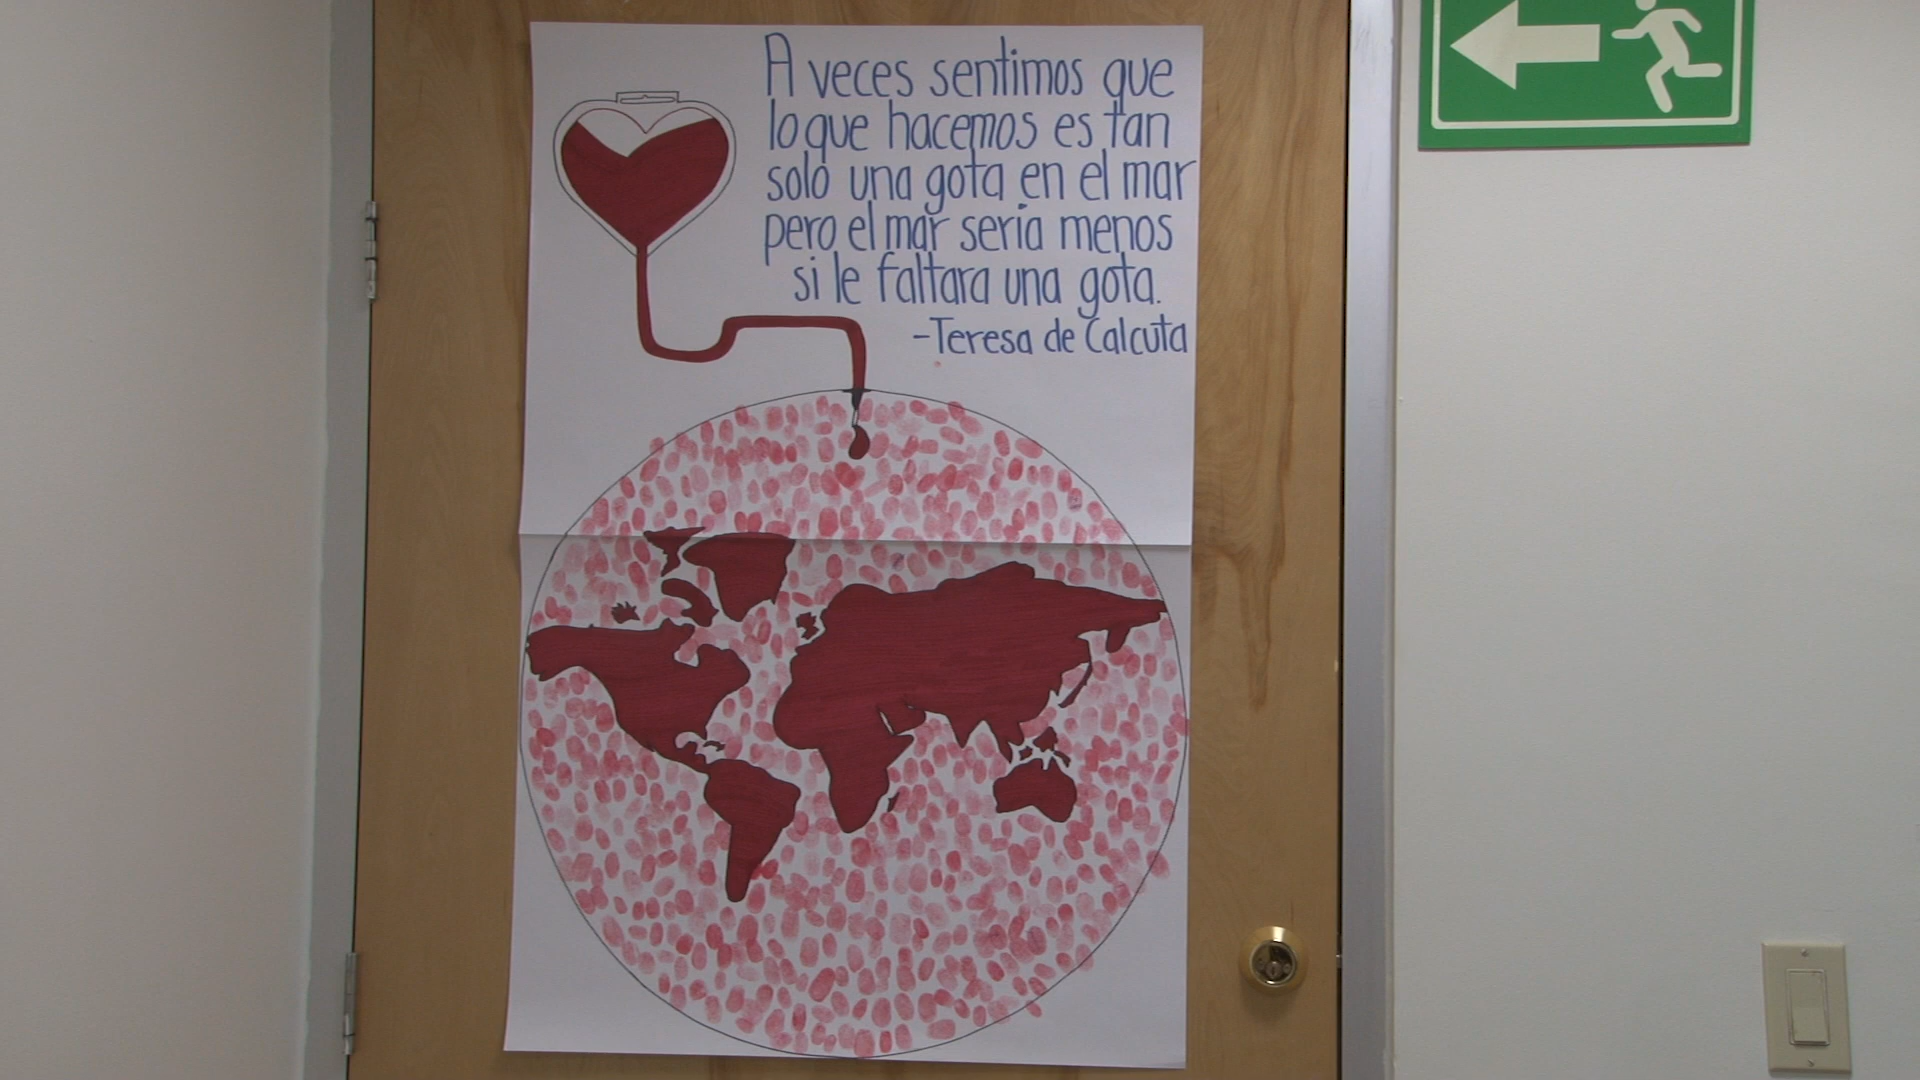 A veces sentimos que
lo que hacemos es tan
solo una gota en el mar
pero el mar seria menos
si le faltara una gota.
-Teresa de Calcuta